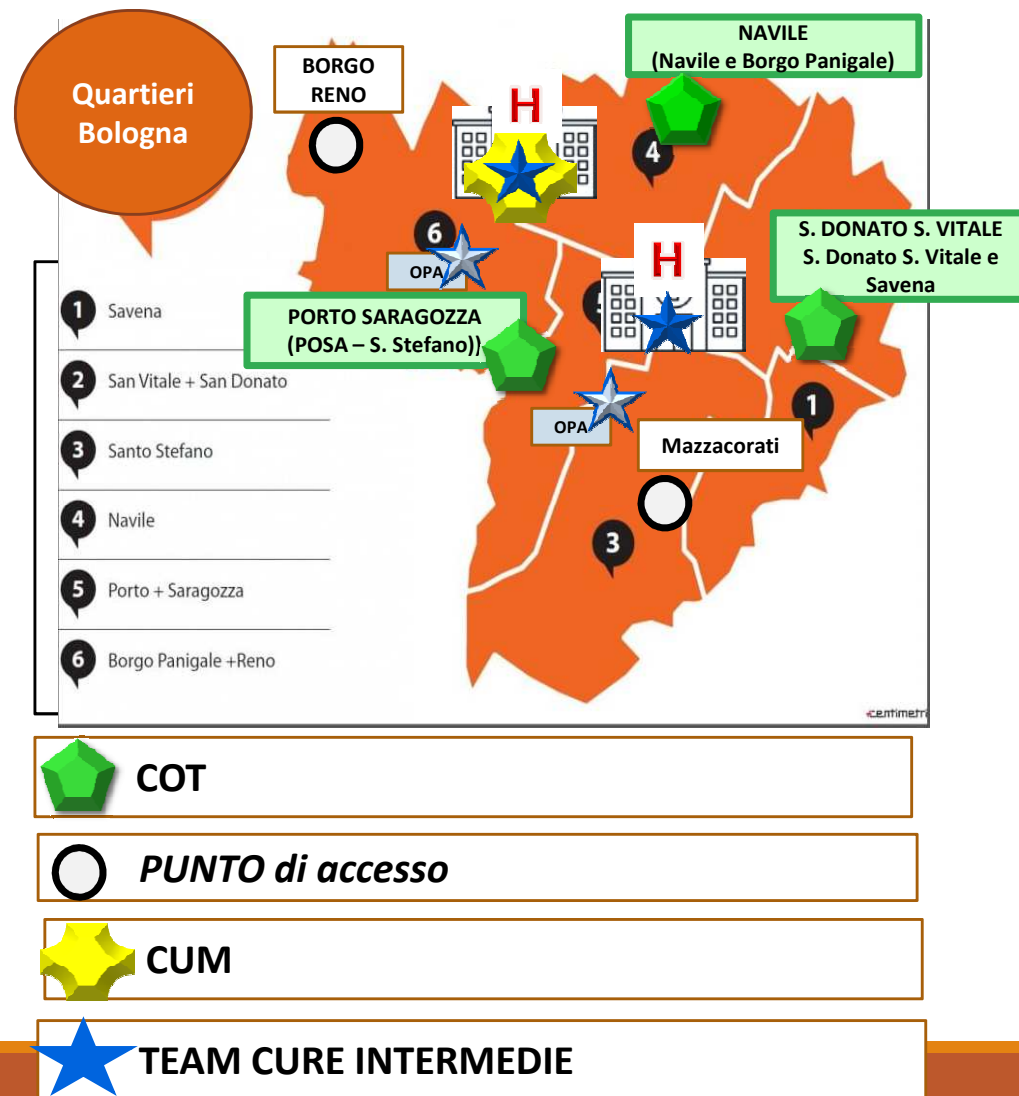 Quartieri
Bologna
BORGO
RENO
NAVILE
(Navile e Borgo Panigale)
H
4
6
OPA
H
S. DONATO S. VITALE
S. Donato S. Vitale e
Savena
PORTO SARAGOZZA
(POSA – S. Stefano))
OPA
Mazzacorati
1
3
1 Savena
2 San Vitale + San Donato
3 Santo Stefano
4 Navile
5 Porto + Saragozza
6 Borgo Panigale +Reno
centimetri
COT
PUNTO di accesso
CUM
TEAM CURE INTERMEDIE